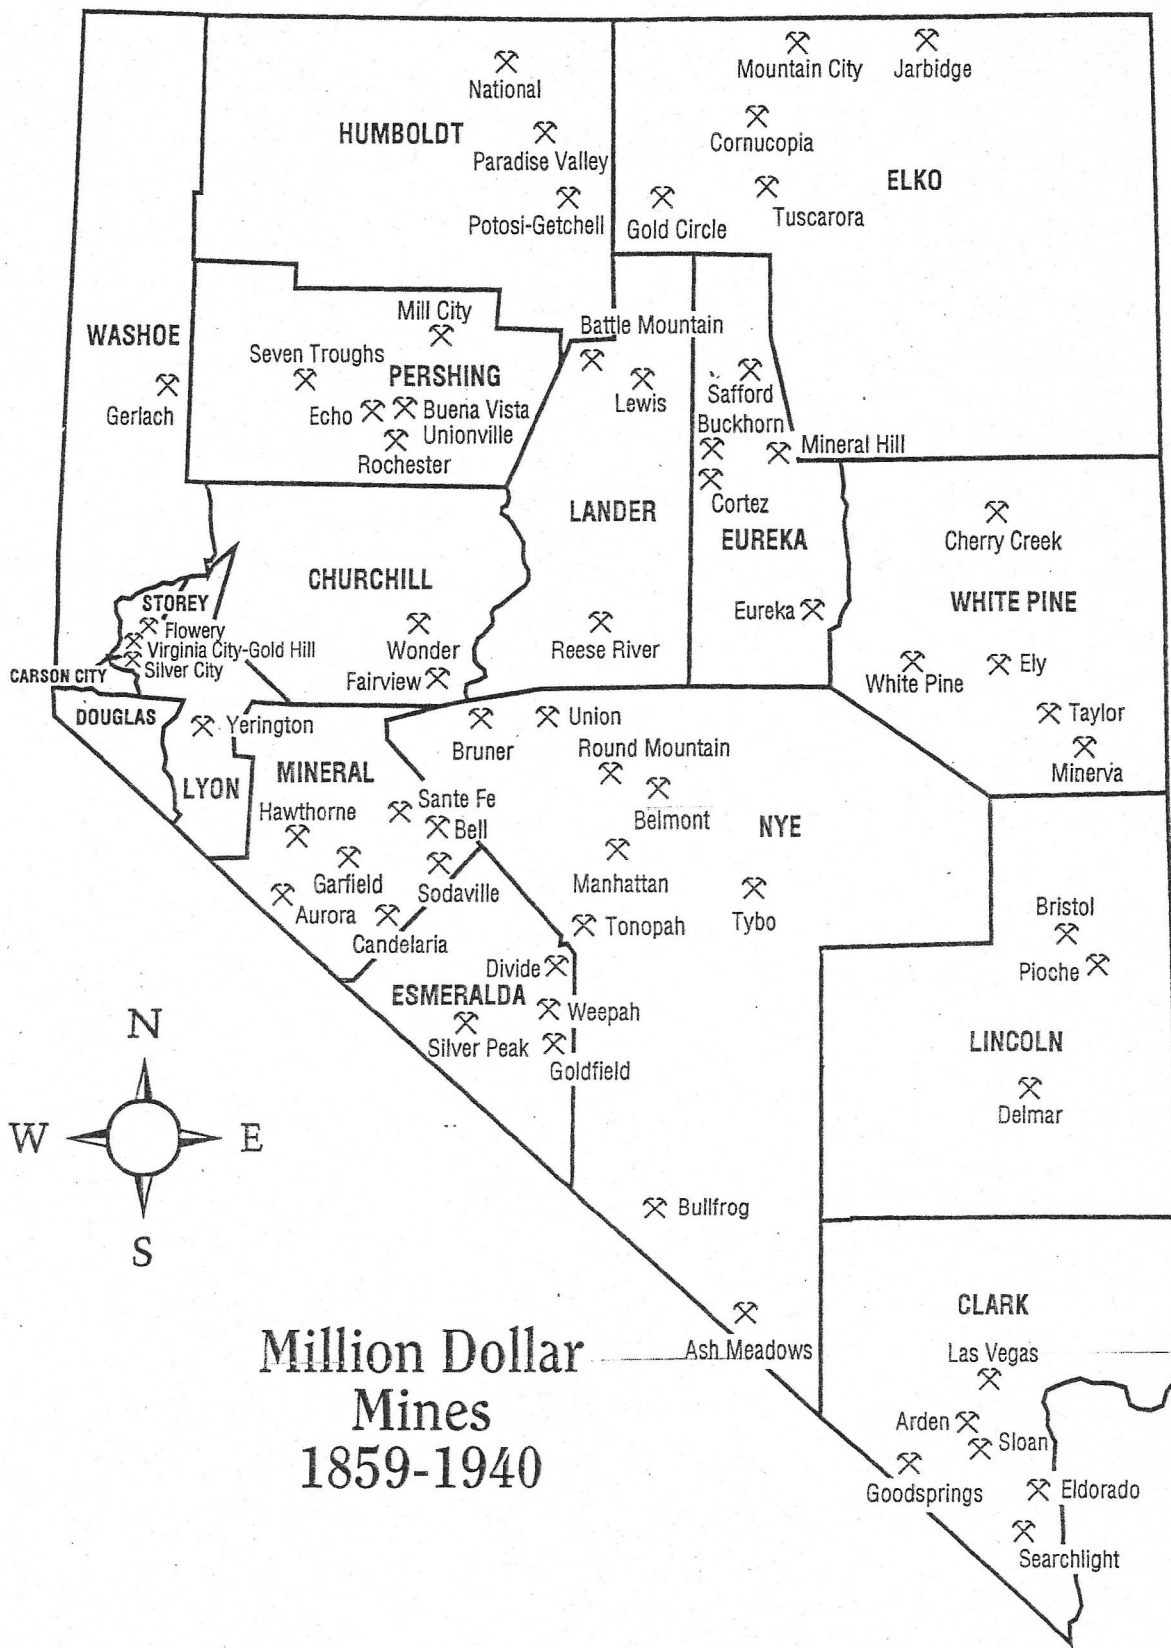 Mountain City
Jarbidge
National
HUMBOLDT
Cornucopia
Paradise Valley
ELKO
Potosi-Getchell
Gold Circle
Tuscarora
Mill City
Battle Mountain
WASHOE
Seven Troughs
PERSHING
Safford
Gerlach
Echo
Buena Vista
Lewis
Buckhorn
Unionville
Rochester
Mineral Hill
LANDER
Cortez
EUREKA
Cherry Creek
CHURCHILL
STOREY
WHITE PINE
Flowery
Eureka
Virginia City-Gold Hill
Wonder
Reese River
Silver City
CARSON CITY
Fairview
White Pine
Ely
DOUGLAS
Yerington
Bruner
Union
Taylor
Round Mountain
MINERAL
Minerva
LYON
Hawthorne
Sante Fe
Bell
Belmont
NYE
Garfield
Sodaville
Manhattan
Aurora
Candelaria
Tonopah
Tybo
Bristol
Divide
Pioche
ESMERALDA
Weepah
N
Silver Peak
LINCOLN
Goldfield
Delmar
W
E
Bullfrog
S
CLARK
Million Dollar
Ash Meadows
Las Vegas
Mines
Arden
Sloan
1859-1940
Goodsprings
Eldorado
Searchlight